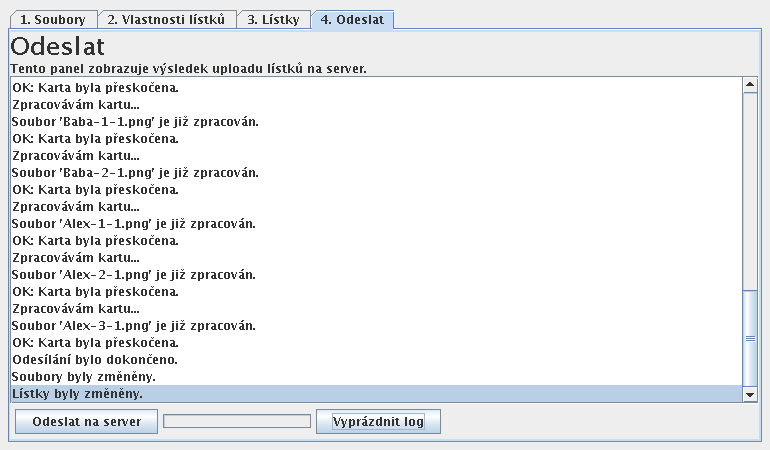 1. Soubory 2. Vlastnosti lístků 3. Lístky 4. Odeslat
Odeslat
Tento panel zobrazuje výsledek uploadu lístků na server.
OK: Karta byla přeskočena.
Zpracovávám kartu...
Soubor 'Baba-1-1.png' je již zpracován.
OK: Karta byla přeskočena.
Zpracovávám kartu...
Soubor 'Baba-2-1.png' je již zpracován.
OK: Karta byla přeskočena.
Zpracovávám kartu...
Soubor 'Alex-1-1.png' je již zpracován.
OK: Karta byla přeskočena.
Zpracovávám kartu...
Soubor 'Alex-2-1.png' je již zpracován.
OK: Karta byla přeskočena.
Zpracovávám kartu...
Soubor 'Alex-3-1.png' je již zpracován.
OK: Karta byla přeskočena.
Odesílání bylo dokončeno.
Soubory byly změněny.
Lístky byly změněny.
Odeslat na server Vyprázdnit log